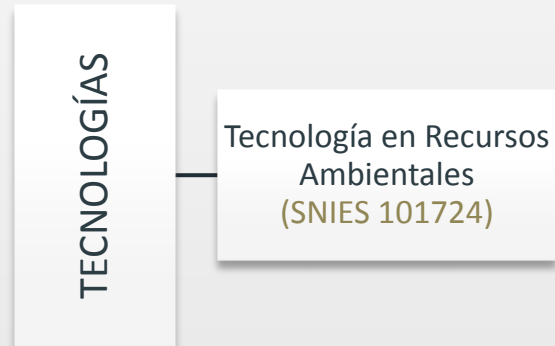 TECNOLOGÍAS
Tecnología en Recursos
Ambientales
(SNIES 101724)